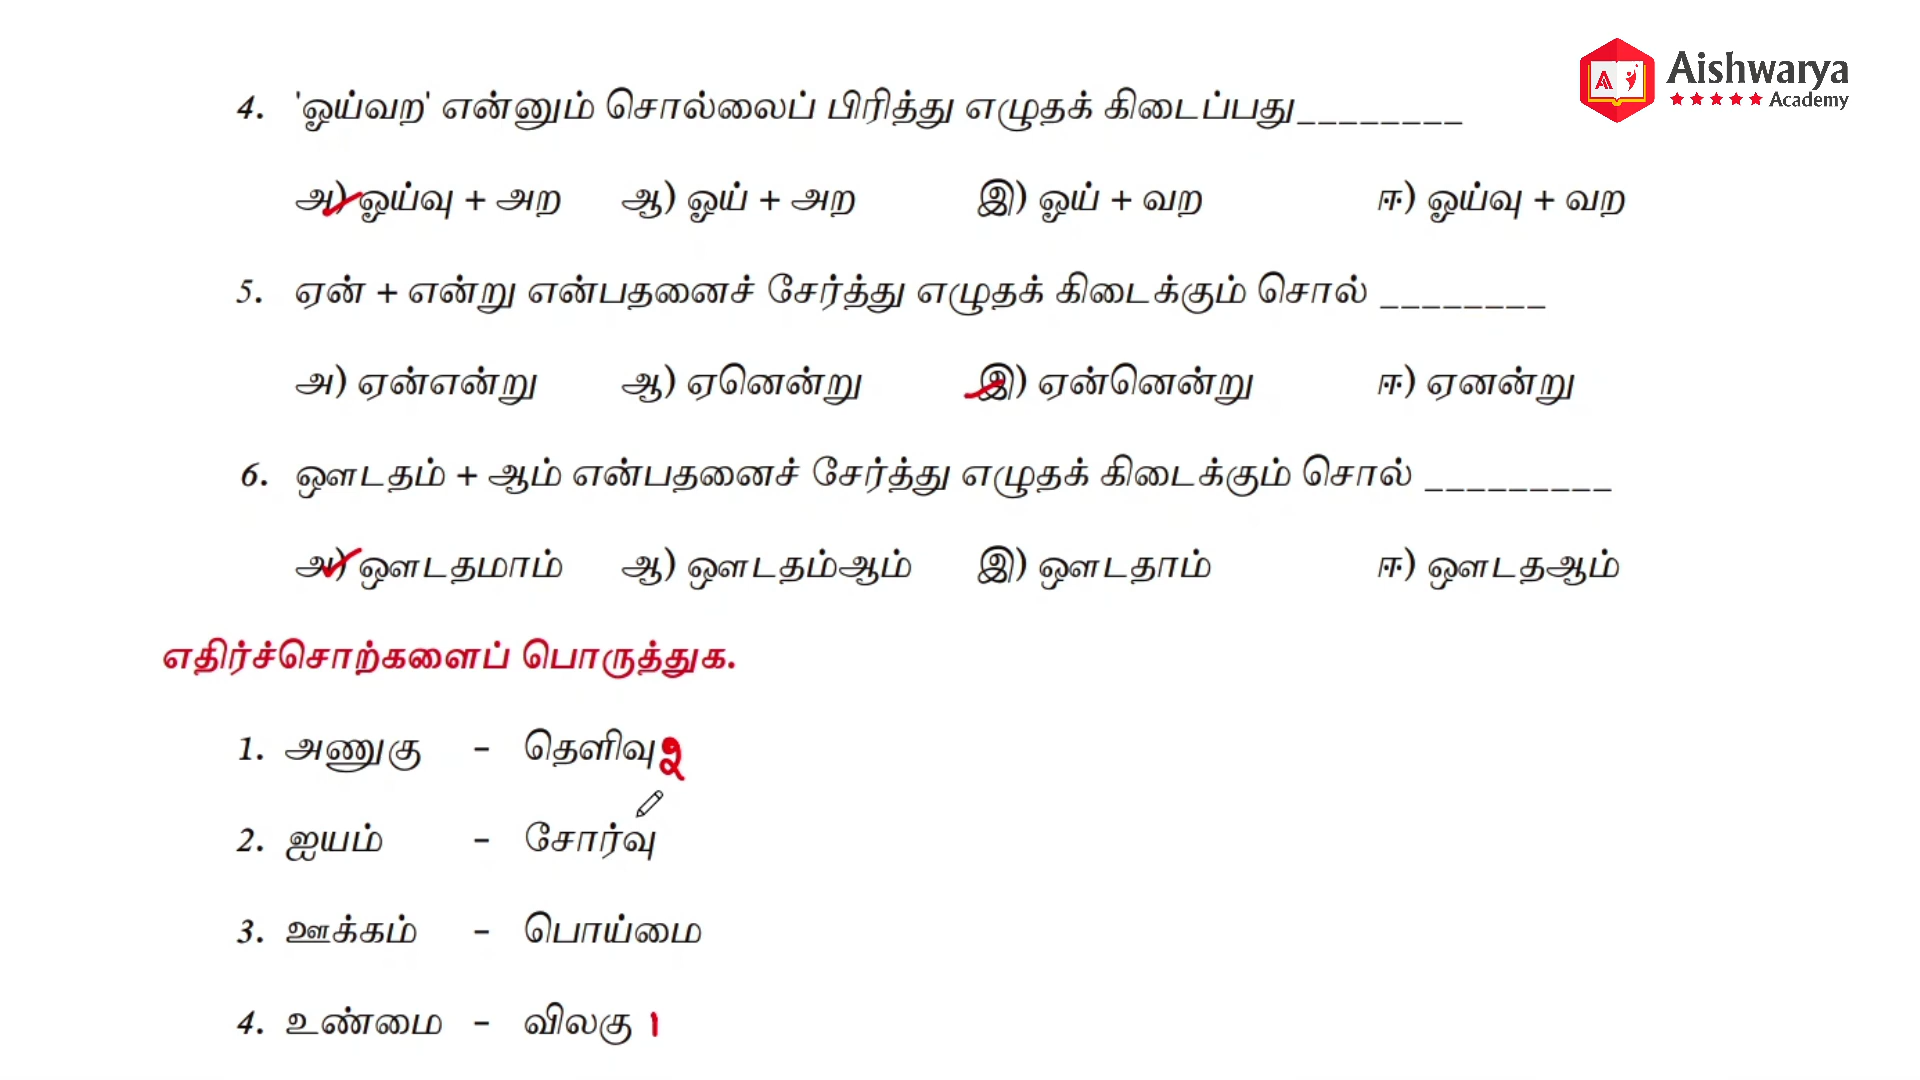 Aishwarya
Academy
4. 'ஓய்வற' என்னும் சொல்லைப் பிரித்து எழுதக் கிடைப்பது________
அ) ஓய்வு + அற ஆ) ஓய் + அற இ) ஓய் + வற ஈ) ஓய்வு + வற
5. ஏன் + என்று என்பதனைச் சேர்த்து எழுதக் கிடைக்கும் சொல் ________
அ) ஏன்என்று ஆ) ஏனென்று இ) ஏன்னென்று ஈ) ஏனன்று
6. ஔடதம் + ஆம் என்பதனைச் சேர்த்து எழுதக் கிடைக்கும் சொல் _________
அ) ஔடதமாம் ஆ) ஔடதம்ஆம் இ) ஔடதாம் ஈ) ஔடதஆம்
எதிர்ச்சொற்களைப் பொருத்துக.
1. அணுகு - தெளிவு 2
2. ஐயம் - சோர்வு
3. ஊக்கம் - பொய்மை
4. உண்மை - விலகு 1